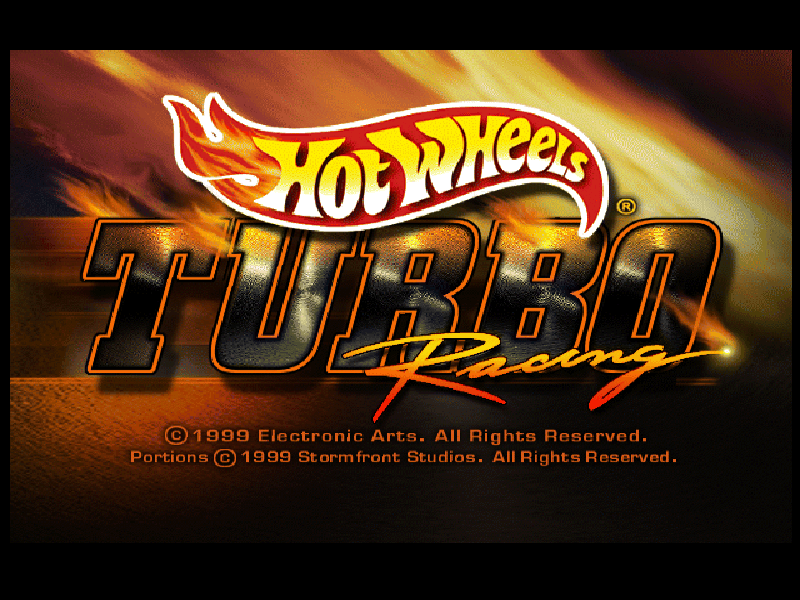 Hot Wheels
®
TURBO
Racing
© 1999 Electronic Arts. All Rights Reserved.
Portions © 1999 Stormfront Studios. All Rights Reserved.